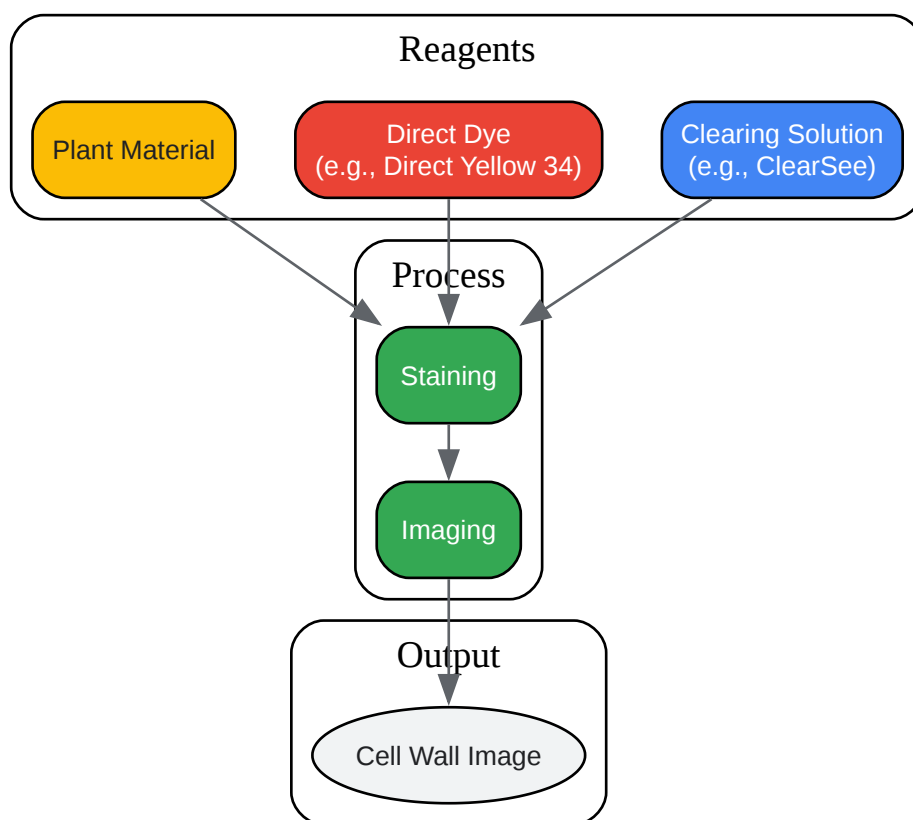 Reagents
Plant Material
Direct Dye
(e.g., Direct Yellow 34)
Clearing Solution
(e.g., ClearSee)
Process
Staining
Imaging
Output
Cell Wall Image